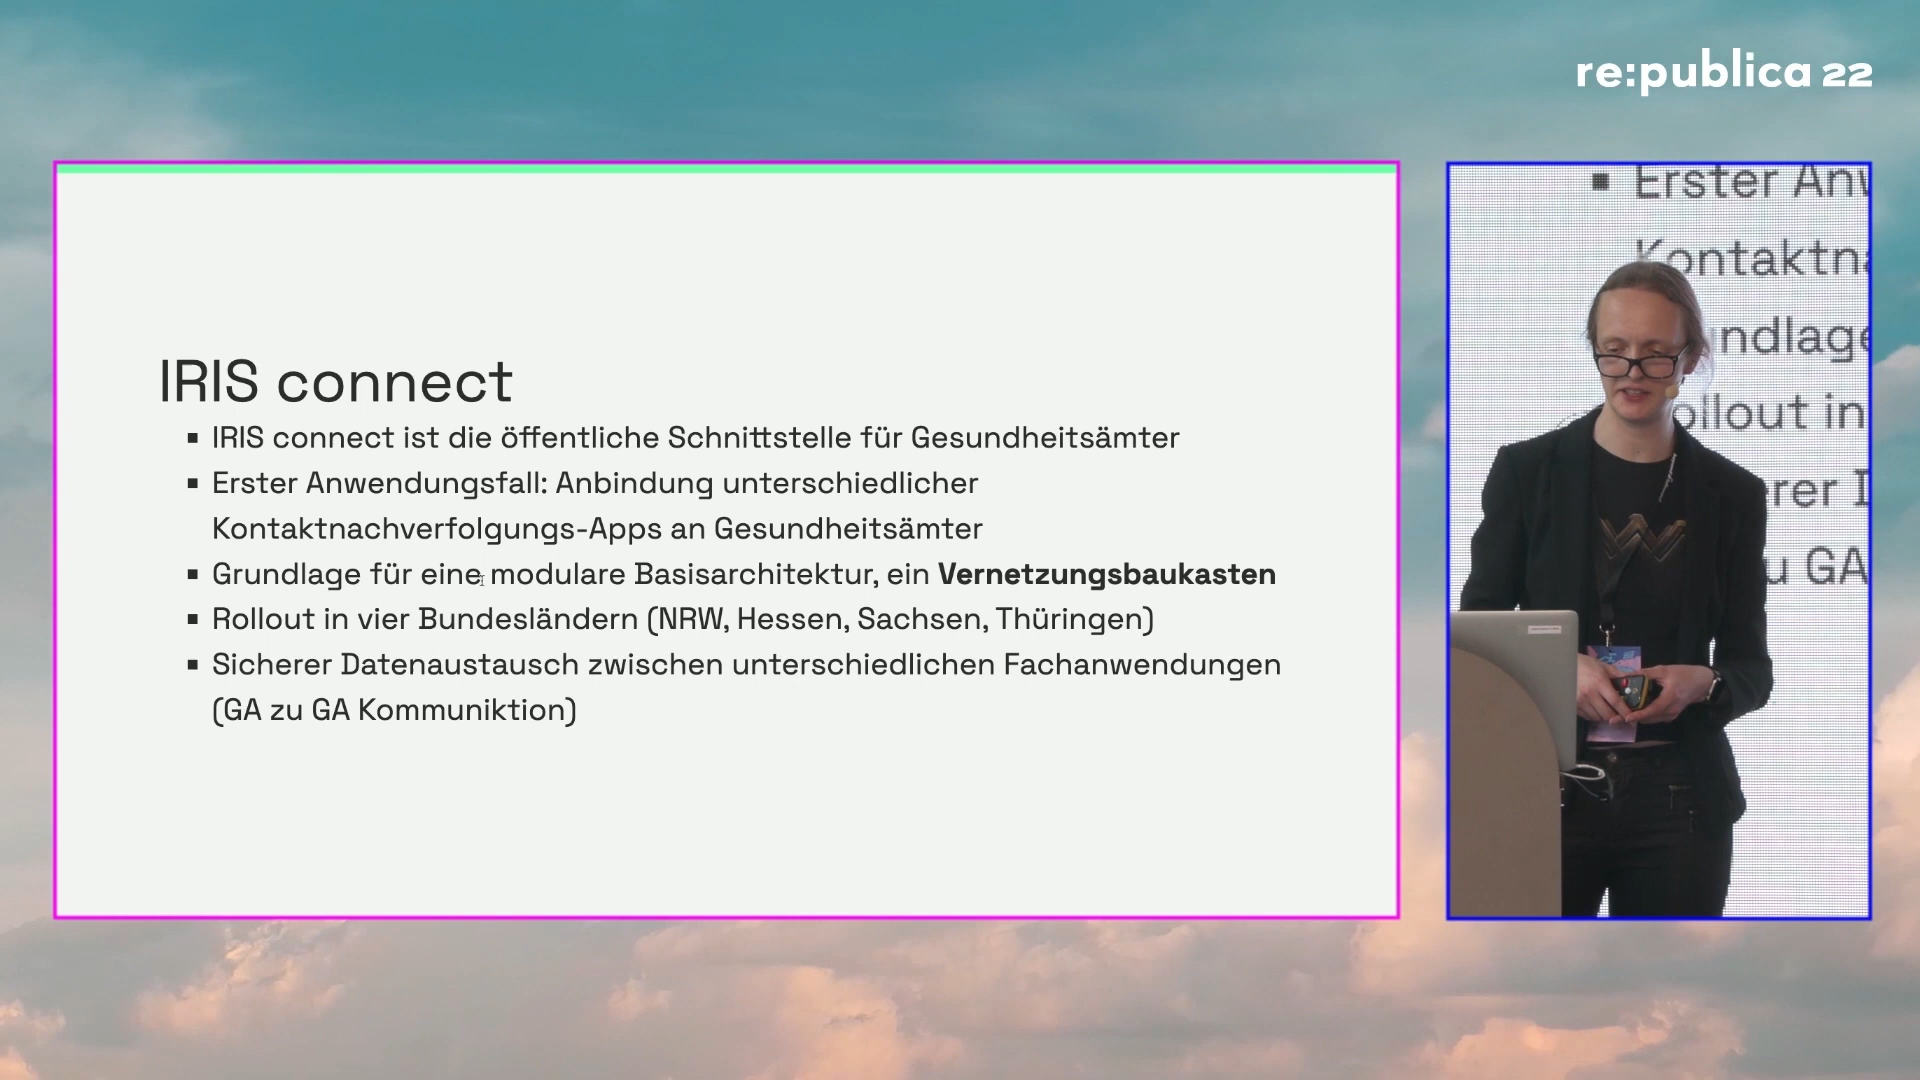 re:publica 22
IRIS connect
▪ IRIS connect ist die öffentliche Schnittstelle für Gesundheitsämter
▪ Erster Anwendungsfall: Anbindung unterschiedlicher
Kontaktnachverfolgungs-Apps an Gesundheitsämter
▪ Grundlage für eine modulare Basisarchitektur, ein Vernetzungsbaukasten
▪ Rollout in vier Bundesländern (NRW, Hessen, Sachsen, Thüringen)
▪ Sicherer Datenaustausch zwischen unterschiedlichen Fachanwendungen
(GA zu GA Kommuniktion)
▪ Erster Anw
Kontaktna
ndlage
ollout in
erer D
u GA